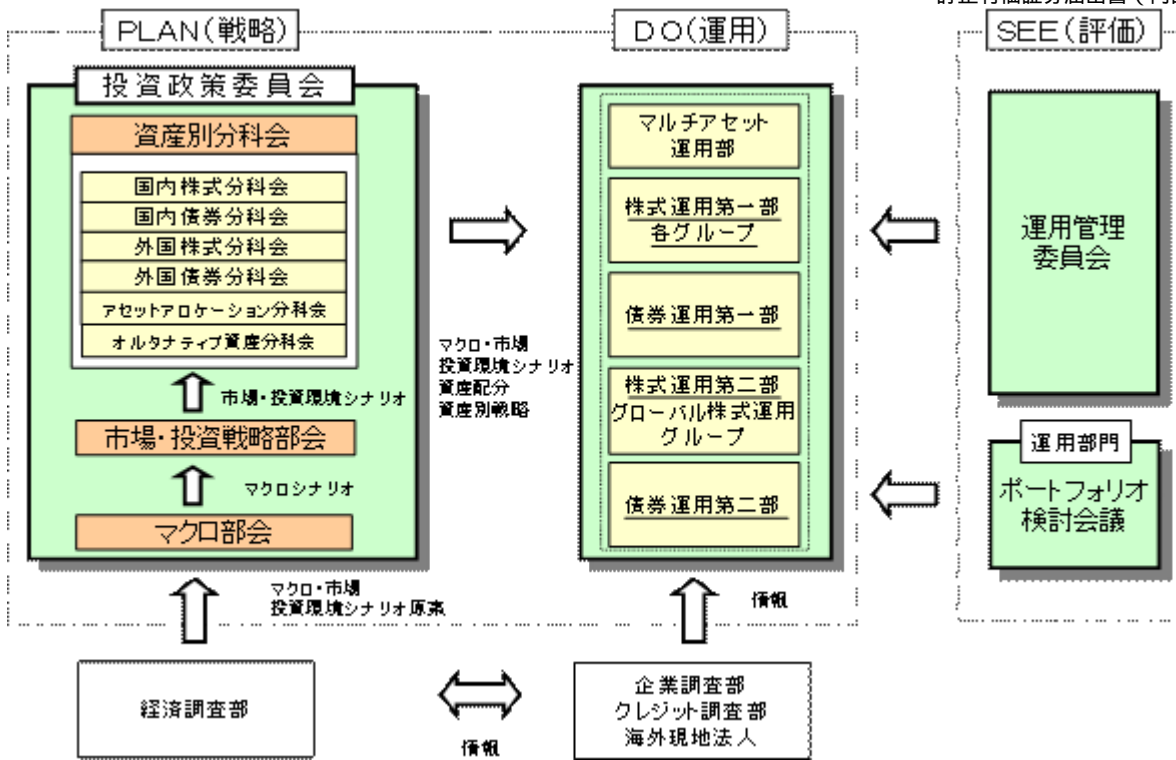 PLAN(戦略)
投資政策委員会
資産別分科会
国内株式分科会
国内債券分科会
外国株式分科会
外国債券分科会
アセットアロケーション分科会
オルタナティブ資産分科会
市場・投資環境シナリオ
市場・投資戦略部会
マクロシナリオ
マクロ部会
マクロ・市場
投資環境シナリオ原案
経済調査部
マクロ・市場
投資環境シナリオ
資産配分
資産別戦略
DO(運用)
マルチアセット
運用部
株式運用第一部
各グループ
債券運用第一部
株式運用第二部
グローバル株式運用
グループ
債券運用第二部
情報
情報
企業調査部
クレジット調査部
海外現地法人
SEE(評価)
運用管理
委員会
運用部門
ポートフォリオ
検討会議